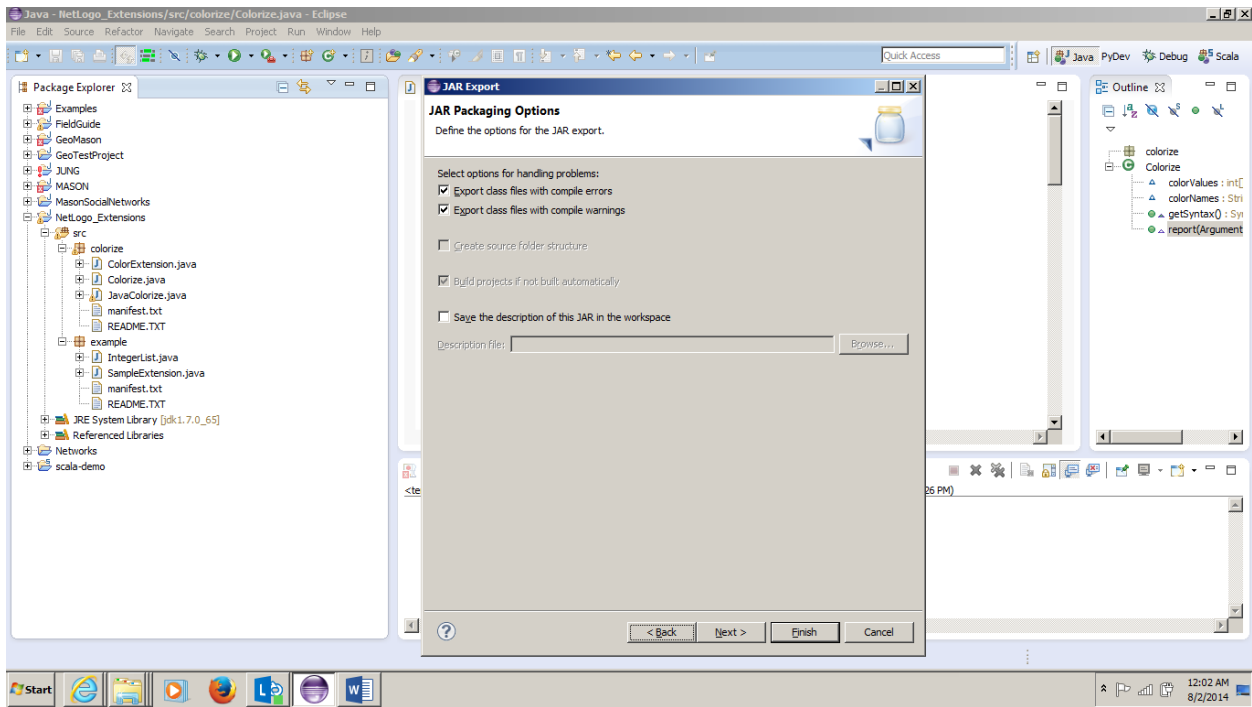 Java - NetLogo_Extensions/src/colorize/Colorize.java - Eclipse
File Edit Source Refactor Navigate Search Project Run Window Help
Quick Access
Java PyDev Debug Scala
Package Explorer
Examples
FieldGuide
GeoMason
GeoTestProject
JUNG
MASON
MasonSocialNetworks
NetLogo_Extensions
src
colorize
ColorExtension.java
Colorize.java
JavaColorize.java
manifest.txt
README.TXT
example
IntegerList.java
SampleExtension.java
manifest.txt
README.TXT
JRE System Library [jdk1.7.0_65]
Referenced Libraries
Networks
scala-demo
JAR Export
JAR Packaging Options
Define the options for the JAR export.
Select options for handling problems:
Export class files with compile errors
Export class files with compile warnings
Create source folder structure
Build projects if not built automatically
Save the description of this JAR in the workspace
Description file:
Browse...
< Back Next > Finish Cancel
<te
26 PM)
Outline
colorize
Colorize
colorValues : int[
colorNames : Stri
getSyntax() : Syn
report(Argument
Start
12:02 AM
8/2/2014